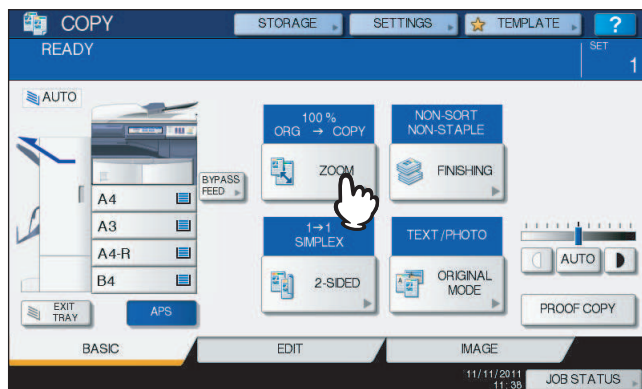 COPY
STORAGE
SETTINGS
TEMPLATE
?
READY
SET
1
AUTO
100 %
ORG → COPY
NON-SORT
NON-STAPLE
ZOOM
FINISHING
BYPASS
FEED
A4
A3
A4-R
B4
1→1
SIMPLEX
TEXT/PHOTO
2-SIDED
ORIGINAL
MODE
AUTO
EXIT
TRAY
APS
PROOF COPY
BASIC
EDIT
IMAGE
11/11/2011
11:38
JOB STATUS